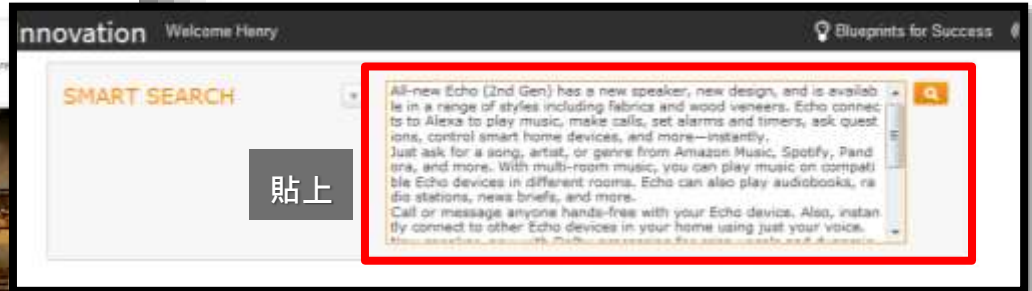 nnovation Welcome Henry
Blueprints for Success
SMART SEARCH
All-new Echo (2nd Gen) has a new speaker, new design, and is availab
le in a range of styles including fabrics and wood veneers. Echo connec
ts to Alexa to play music, make calls, set alarms and timers, ask quest
ions, control smart home devices, and more—instantly.
Just ask for a song, artist, or genre from Amazon Music, Spotify, Pand
ora, and more. With multi-room music, you can play music on compati
ble Echo devices in different rooms. Echo can also play audiobooks, ra
dio stations, news briefs, and more.
Call or message anyone hands-free with your Echo device. Also, instan
tly connect to other Echo devices in your home using just your voice.
貼上